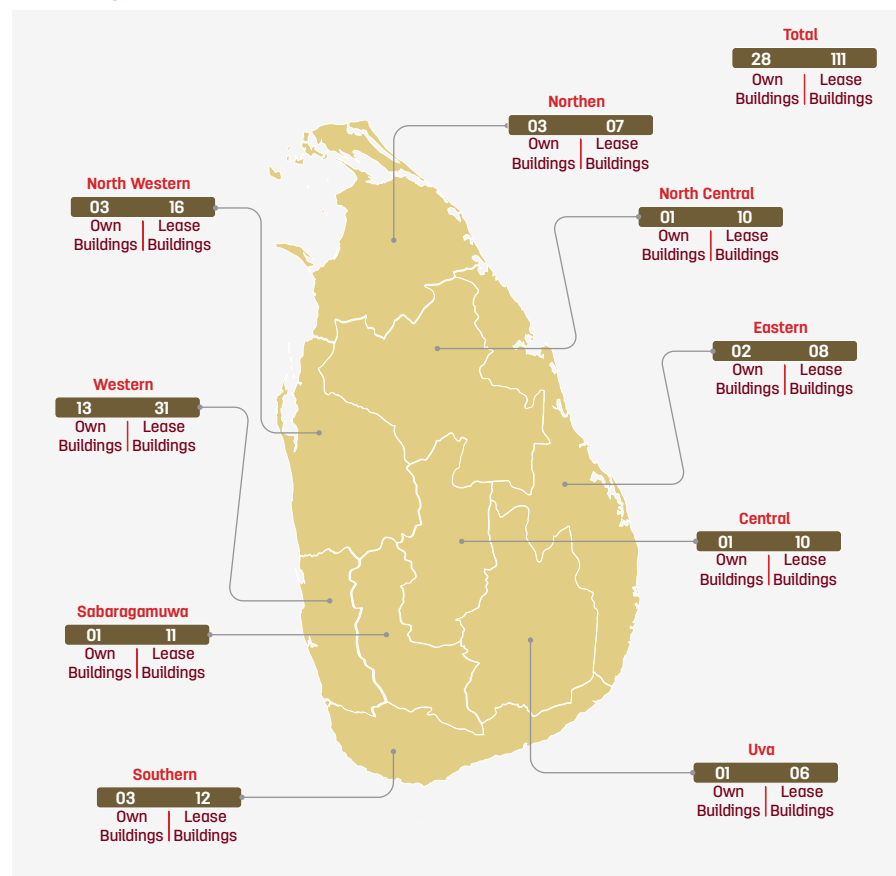 Total
28 111
Own Lease
Buildings Buildings
Northen
03 07
Own Lease
Buildings Buildings
North Western
03 16
Own Lease
Buildings Buildings
North Central
01 10
Own Lease
Buildings Buildings
Eastern
02 08
Own Lease
Buildings Buildings
Western
13 31
Own Lease
Buildings Buildings
Central
01 10
Own Lease
Buildings Buildings
Sabaragamuwa
01 11
Own Lease
Buildings Buildings
Uva
01 06
Own Lease
Buildings Buildings
Southern
03 12
Own Lease
Buildings Buildings